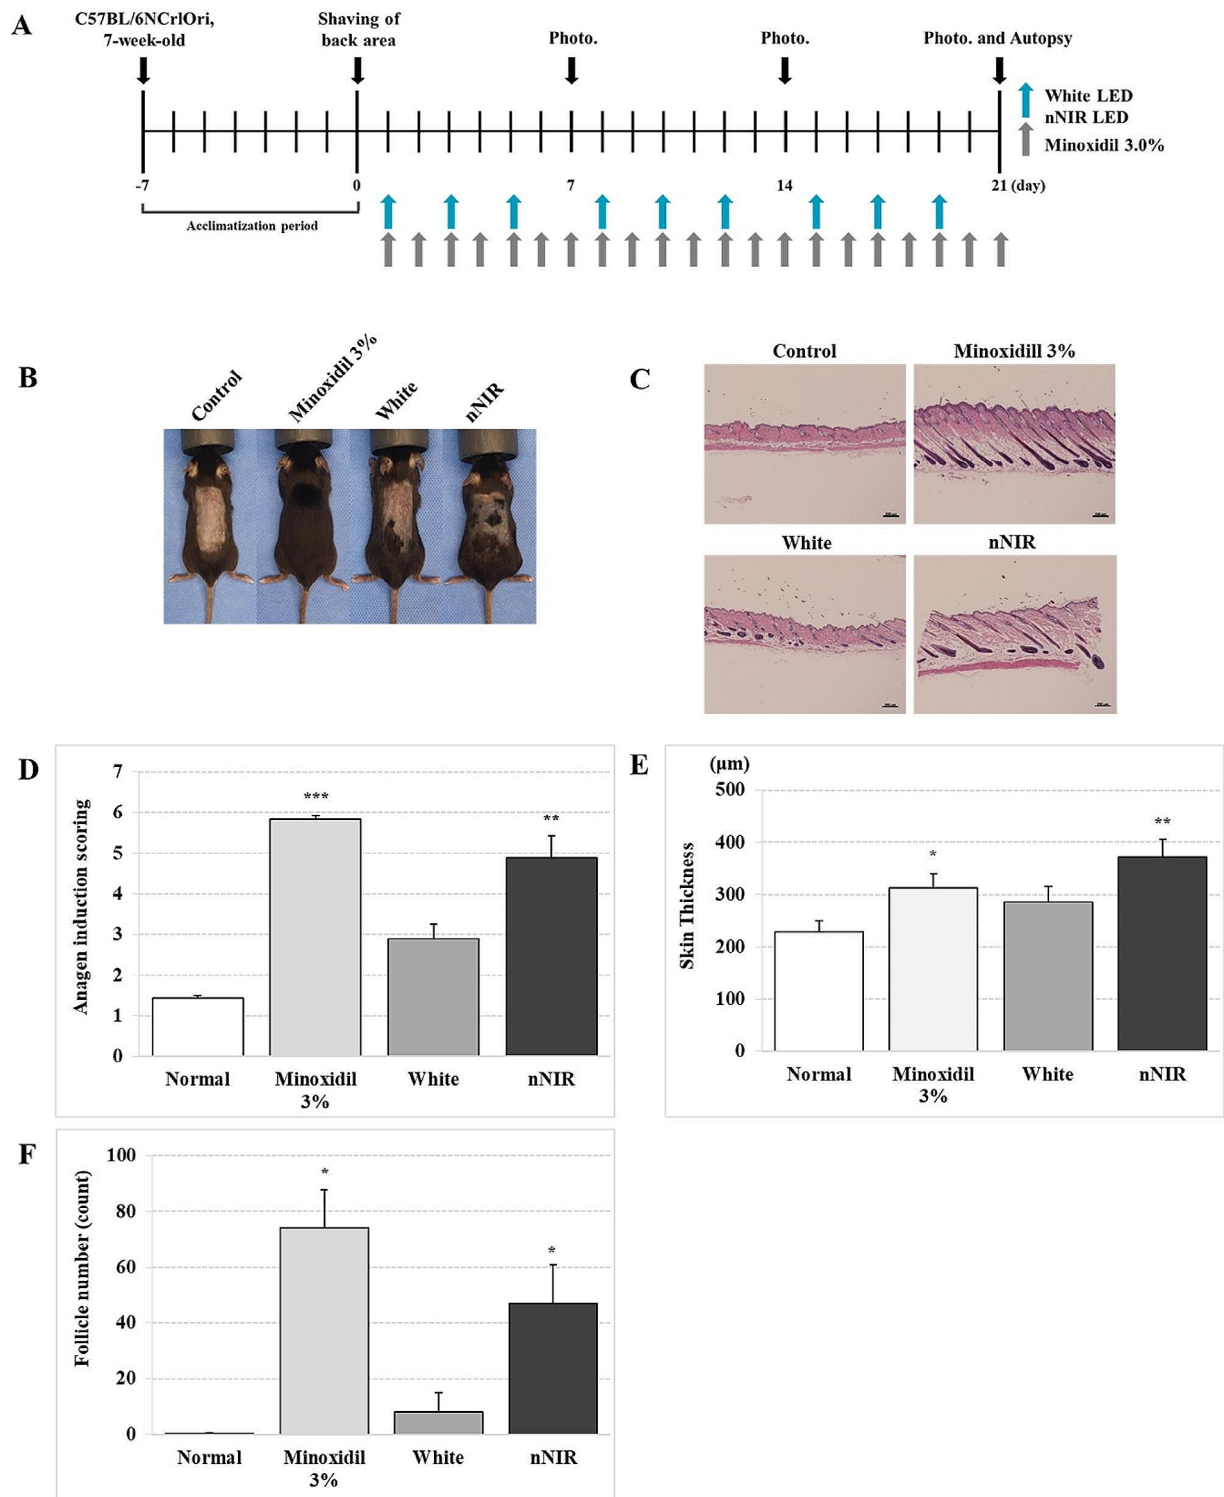 A
C57BL/6NCrlOri,
7-week-old
Shaving of
back area
Photo.
Photo.
Photo. and Autopsy
White LED
nNIR LED
Minoxidil 3.0%
-7
0
7
14
21 (day)
Acclimatization period
B
Control
Minoxidil 3%
White
nNIR
C
Control
Minoxidill 3%
White
nNIR
D
Anagen induction scoring
7
6
5
4
3
2
1
0
***
**
Normal
Minoxidil
3%
White
nNIR
E
(μm)
Skin Thickness
500
400
300
200
100
0
*
**
Normal
Minoxidil
3%
White
nNIR
F
Follicle number (count)
100
80
60
40
20
0
*
*
Normal
Minoxidil
3%
White
nNIR